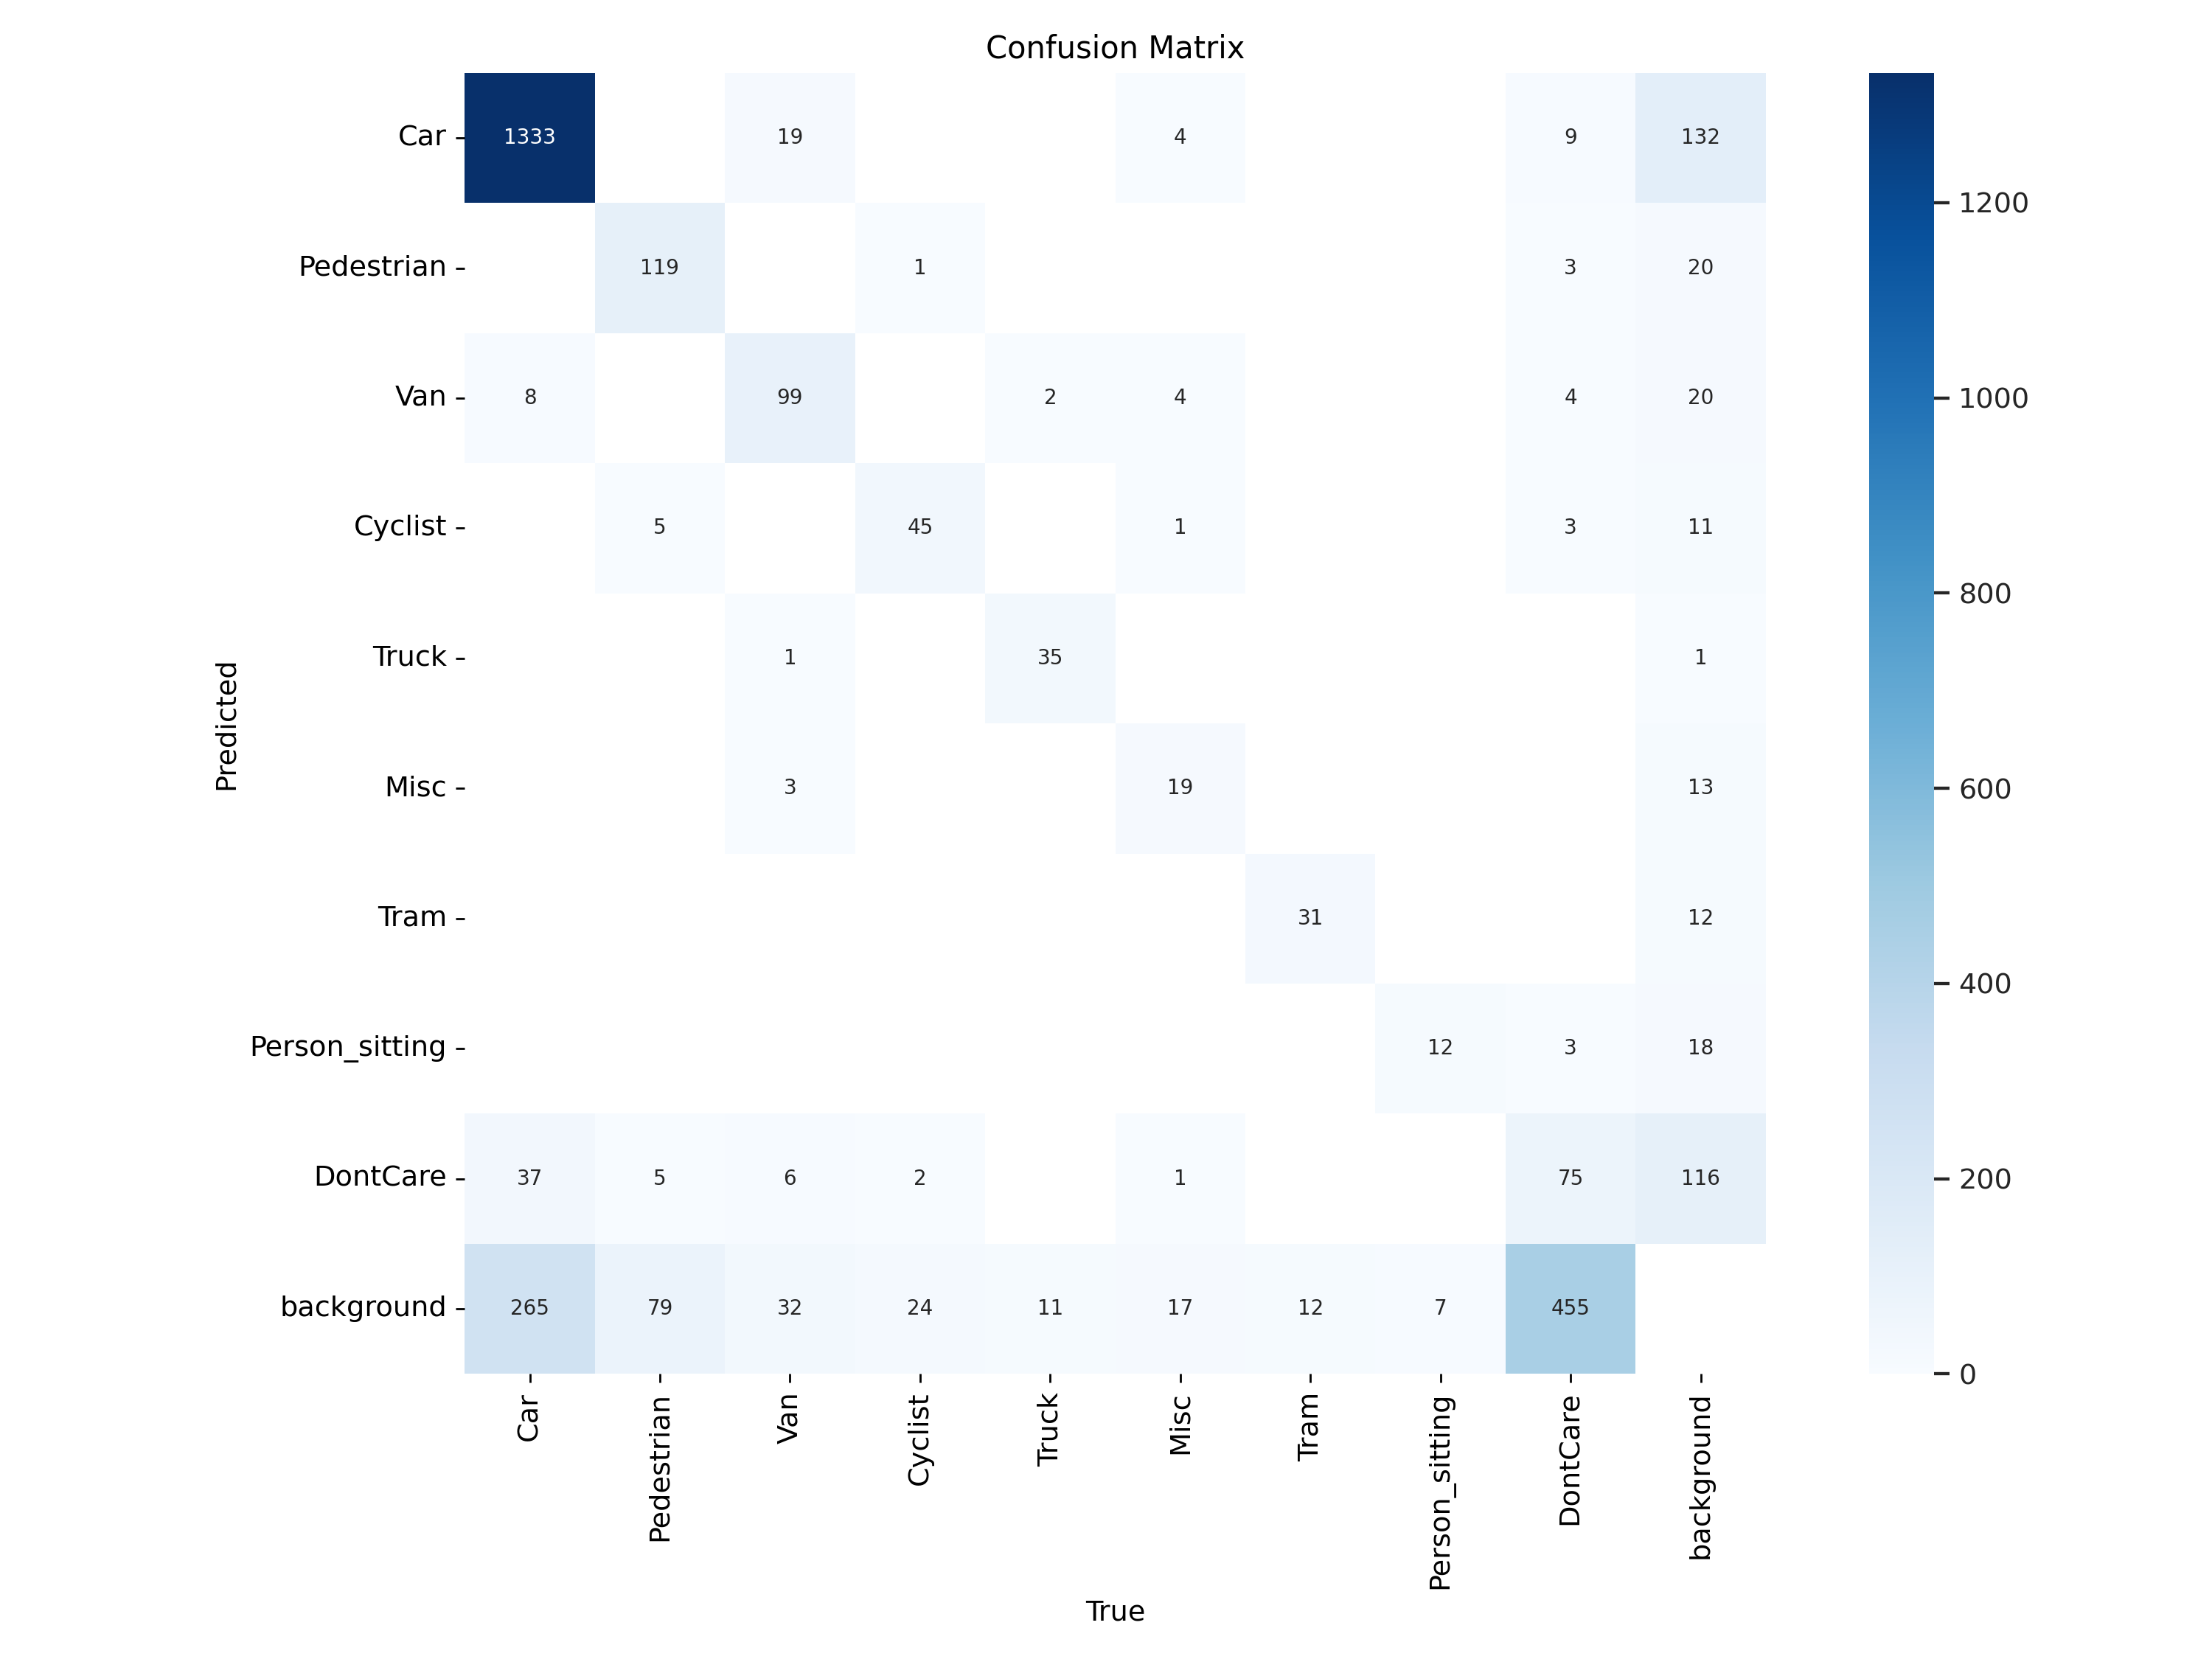 Confusion Matrix
Car 1333 19 4 9 132
1200
Pedestrian 119 1 3 20
Van 8 99 2 4 4 20
1000
Cyclist 5 45 1 3 11
800
Truck 1 35 1
Predicted
Misc 3 19 13
600
Tram 31 12
400
Person_sitting 12 3 18
DontCare 37 5 6 2 1 75 116
200
background 265 79 32 24 11 17 12 7 455
0
Car Pedestrian Van Cyclist Truck Misc Tram Person_sitting DontCare background
True